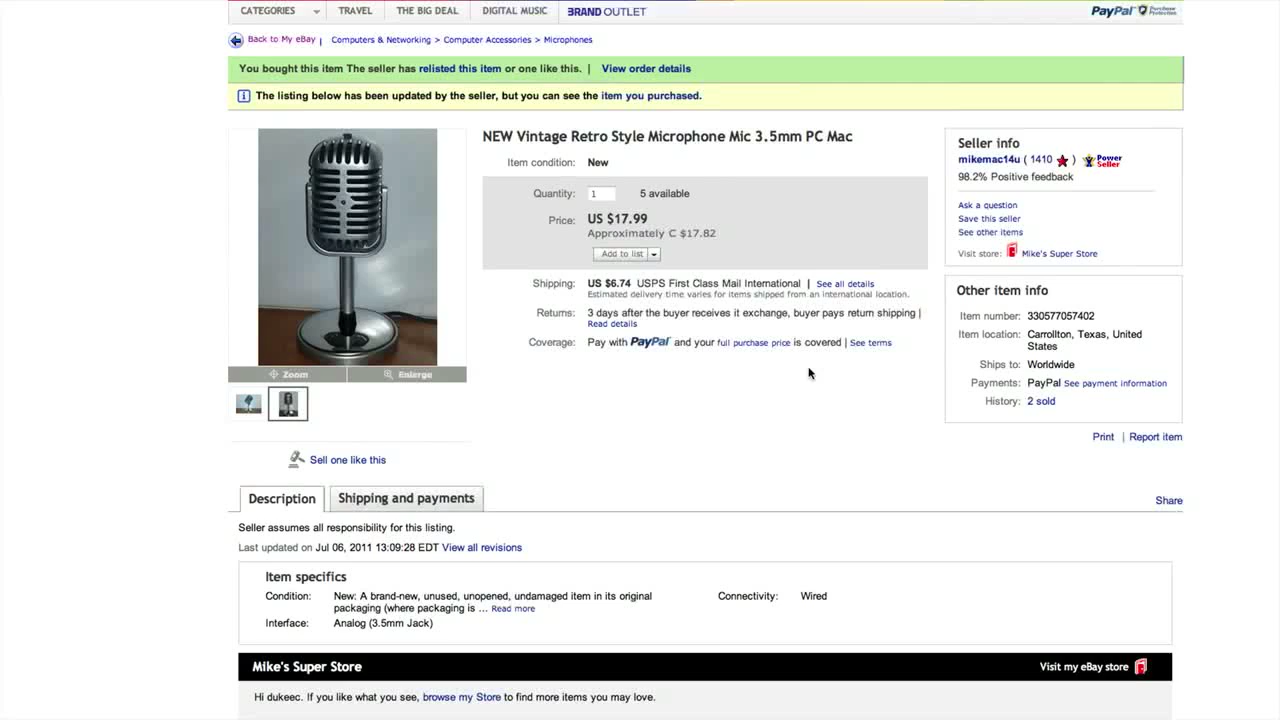 CATEGORIES TRAVEL THE BIG DEAL DIGITAL MUSIC BRAND OUTLET PayPal Purchase Protection
Back to My eBay | Computers & Networking > Computer Accessories > Microphones
You bought this item The seller has relisted this item or one like this. | View order details
The listing below has been updated by the seller, but you can see the item you purchased.
NEW Vintage Retro Style Microphone Mic 3.5mm PC Mac
Item condition: New
Quantity: 1 5 available
Price: US $17.99
Approximately C $17.82
Add to list
Shipping: US $6.74 USPS First Class Mail International | See all details
Estimated delivery time varies for items shipped from an international location.
Returns: 3 days after the buyer receives it exchange, buyer pays return shipping |
Read details
Coverage: Pay with PayPal and your full purchase price is covered | See terms
Zoom Enlarge
Sell one like this
Seller info
mikemac14u ( 1410 ) Power Seller
98.2% Positive feedback
Ask a question
Save this seller
See other items
Visit store: Mike's Super Store
Other item info
Item number: 330577057402
Item location: Carrollton, Texas, United
States
Ships to: Worldwide
Payments: PayPal See payment information
History: 2 sold
Print | Report item
Description Shipping and payments Share
Seller assumes all responsibility for this listing.
Last updated on Jul 06, 2011 13:09:28 EDT View all revisions
Item specifics
Condition: New: A brand-new, unused, unopened, undamaged item in its original Connectivity: Wired
packaging (where packaging is ... Read more
Interface: Analog (3.5mm Jack)
Mike's Super Store Visit my eBay store
Hi dukeec. If you like what you see, browse my Store to find more items you may love.